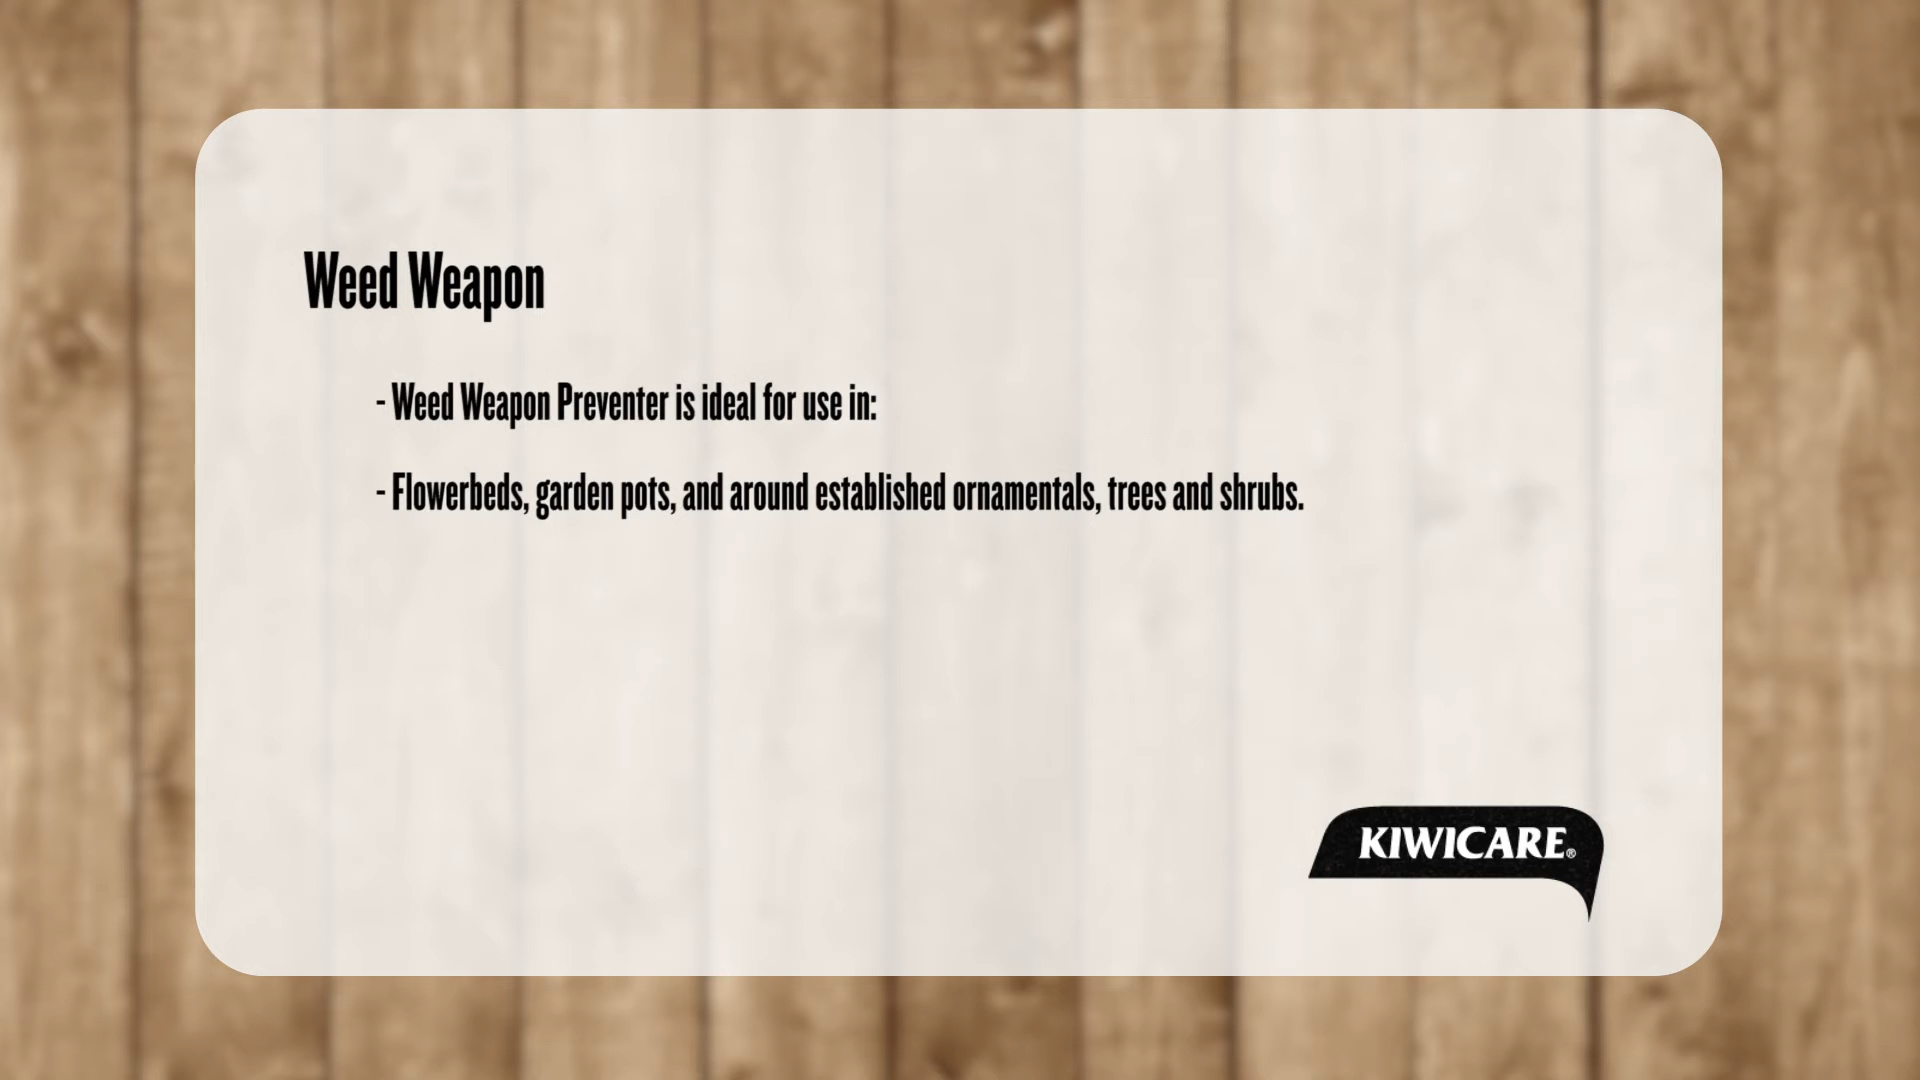 Weed Weapon
- Weed Weapon Preventer is ideal for use in:
- Flowerbeds, garden pots, and around established ornamentals, trees and shrubs.
KIWICARE®